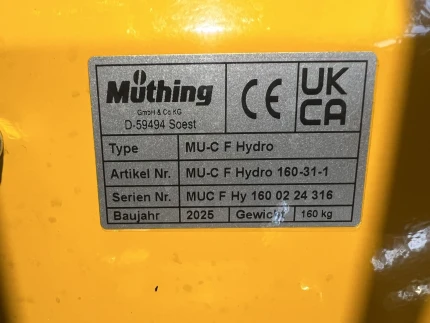 Müthing
GmbH & Co KG
D-59494 Soest
CE
UK
CA
Type MU-C F Hydro
Artikel Nr. MU-C F Hydro 160-31-1
Serien Nr. MUC F Hy 160 02 24 316
Baujahr 2025 Gewicht 160 kg